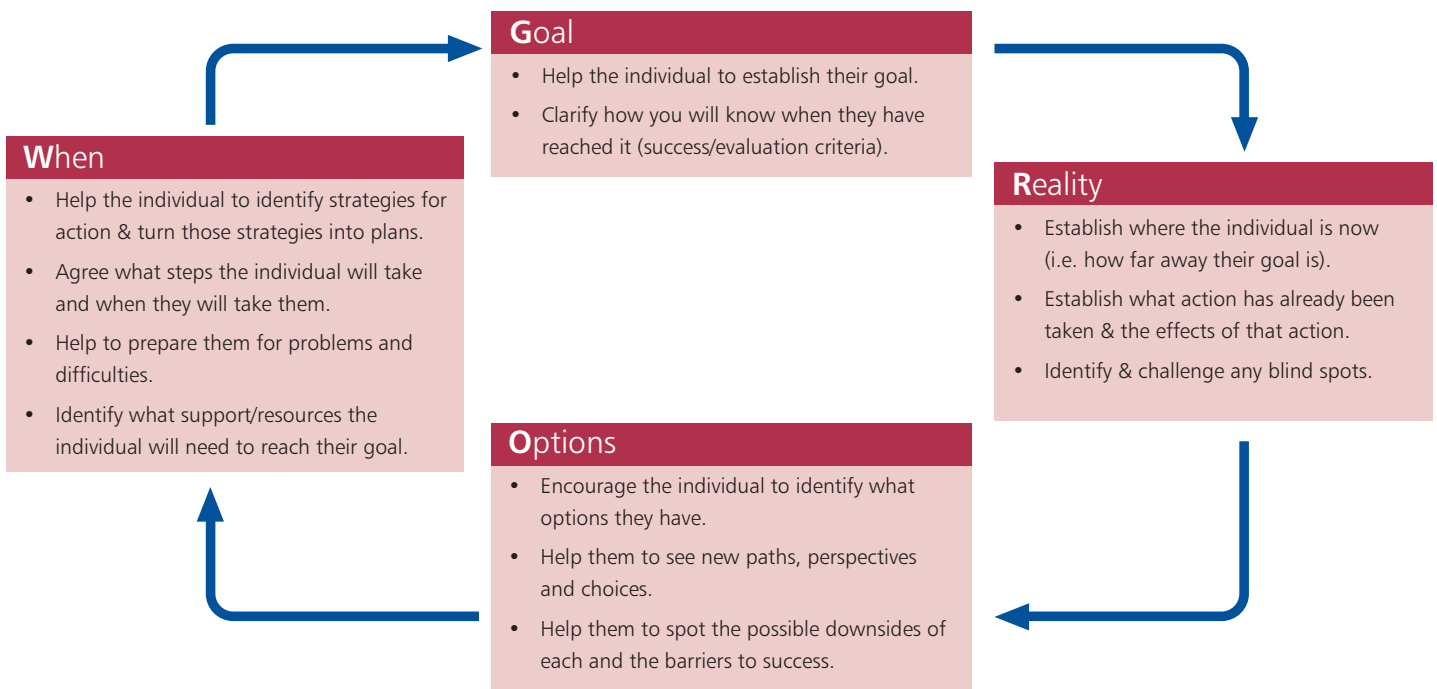 Goal
• Help the individual to establish their goal.
• Clarify how you will know when they have
reached it (success/evaluation criteria).
Reality
• Establish where the individual is now
(i.e. how far away their goal is).
• Establish what action has already been
taken & the effects of that action.
• Identify & challenge any blind spots.
Options
• Encourage the individual to identify what
options they have.
• Help them to see new paths, perspectives
and choices.
• Help them to spot the possible downsides of
each and the barriers to success.
When
• Help the individual to identify strategies for
action & turn those strategies into plans.
• Agree what steps the individual will take
and when they will take them.
• Help to prepare them for problems and
difficulties.
• Identify what support/resources the
individual will need to reach their goal.